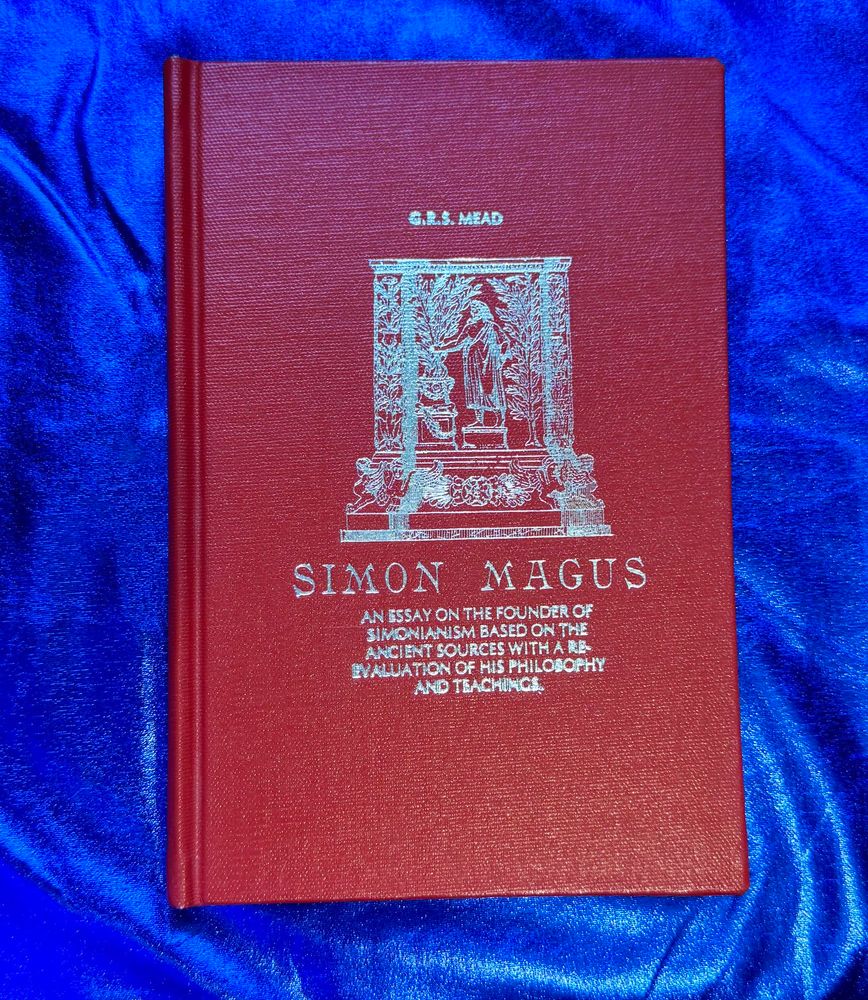 G.R.S. MEAD
SIMON MAGUS
AN ESSAY ON THE FOUNDER OF
SIMONIANISM BASED ON THE
ANCIENT SOURCES WITH A RE-
EVALUATION OF HIS PHILOSOPHY
AND TEACHINGS.